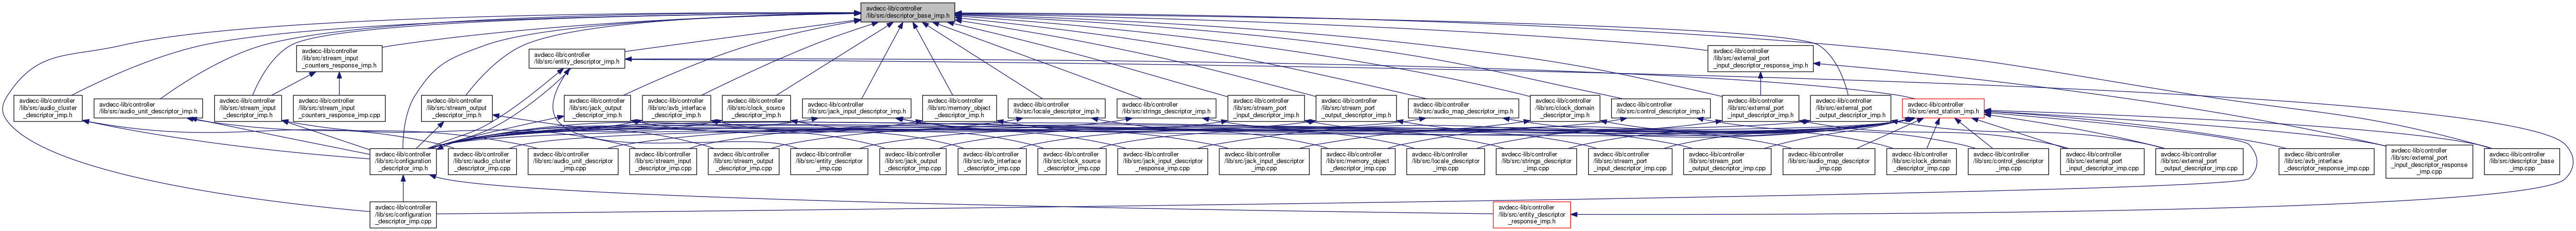 avdecc-lib/controller
/lib/src/descriptor_base_imp.h
avdecc-lib/controller
/lib/src/stream_input
_counters_response_imp.h
avdecc-lib/controller
/lib/src/entity_descriptor_imp.h
avdecc-lib/controller
/lib/src/external_port
_input_descriptor_response_imp.h
avdecc-lib/controller
/lib/src/audio_cluster
_descriptor_imp.h
avdecc-lib/controller
/lib/src/audio_unit_descriptor_imp.h
avdecc-lib/controller
/lib/src/stream_input
_descriptor_imp.h
avdecc-lib/controller
/lib/src/stream_input
_counters_response_imp.cpp
avdecc-lib/controller
/lib/src/stream_output
_descriptor_imp.h
avdecc-lib/controller
/lib/src/jack_output
_descriptor_imp.h
avdecc-lib/controller
/lib/src/avb_interface
_descriptor_imp.h
avdecc-lib/controller
/lib/src/clock_source
_descriptor_imp.h
avdecc-lib/controller
/lib/src/jack_input_descriptor_imp.h
avdecc-lib/controller
/lib/src/memory_object
_descriptor_imp.h
avdecc-lib/controller
/lib/src/locale_descriptor_imp.h
avdecc-lib/controller
/lib/src/strings_descriptor_imp.h
avdecc-lib/controller
/lib/src/stream_port
_input_descriptor_imp.h
avdecc-lib/controller
/lib/src/stream_port
_output_descriptor_imp.h
avdecc-lib/controller
/lib/src/audio_map_descriptor_imp.h
avdecc-lib/controller
/lib/src/clock_domain
_descriptor_imp.h
avdecc-lib/controller
/lib/src/control_descriptor_imp.h
avdecc-lib/controller
/lib/src/external_port
_input_descriptor_imp.h
avdecc-lib/controller
/lib/src/external_port
_output_descriptor_imp.h
avdecc-lib/controller
/lib/src/end_station_imp.h
avdecc-lib/controller
/lib/src/configuration
_descriptor_imp.h
avdecc-lib/controller
/lib/src/audio_cluster
_descriptor_imp.cpp
avdecc-lib/controller
/lib/src/audio_unit_descriptor
_imp.cpp
avdecc-lib/controller
/lib/src/stream_input
_descriptor_imp.cpp
avdecc-lib/controller
/lib/src/stream_output
_descriptor_imp.cpp
avdecc-lib/controller
/lib/src/entity_descriptor
_imp.cpp
avdecc-lib/controller
/lib/src/jack_output
_descriptor_imp.cpp
avdecc-lib/controller
/lib/src/avb_interface
_descriptor_imp.cpp
avdecc-lib/controller
/lib/src/clock_source
_descriptor_imp.cpp
avdecc-lib/controller
/lib/src/jack_input_descriptor
_response_imp.cpp
avdecc-lib/controller
/lib/src/jack_input_descriptor
_imp.cpp
avdecc-lib/controller
/lib/src/memory_object
_descriptor_imp.cpp
avdecc-lib/controller
/lib/src/locale_descriptor
_imp.cpp
avdecc-lib/controller
/lib/src/strings_descriptor
_imp.cpp
avdecc-lib/controller
/lib/src/stream_port
_input_descriptor_imp.cpp
avdecc-lib/controller
/lib/src/stream_port
_output_descriptor_imp.cpp
avdecc-lib/controller
/lib/src/audio_map_descriptor
_imp.cpp
avdecc-lib/controller
/lib/src/clock_domain
_descriptor_imp.cpp
avdecc-lib/controller
/lib/src/control_descriptor
_imp.cpp
avdecc-lib/controller
/lib/src/external_port
_input_descriptor_imp.cpp
avdecc-lib/controller
/lib/src/external_port
_output_descriptor_imp.cpp
avdecc-lib/controller
/lib/src/avb_interface
_descriptor_response_imp.cpp
avdecc-lib/controller
/lib/src/external_port
_input_descriptor_response
_imp.cpp
avdecc-lib/controller
/lib/src/descriptor_base
_imp.cpp
avdecc-lib/controller
/lib/src/configuration
_descriptor_imp.cpp
avdecc-lib/controller
/lib/src/entity_descriptor
_response_imp.h